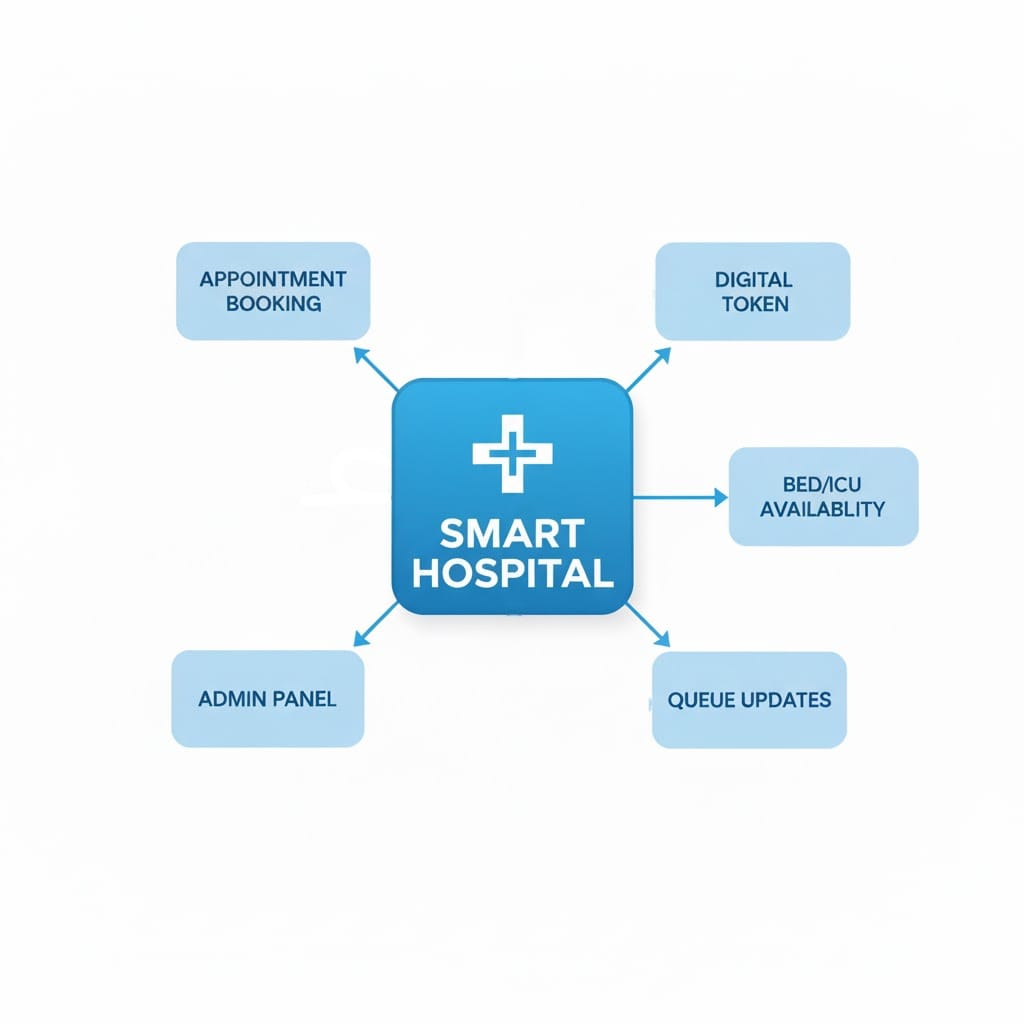 APPOINTMENT
BOOKING
DIGITAL
TOKEN
SMART
HOSPITAL
BED/ICU
AVAILABLITY
ADMIN PANEL
QUEUE UPDATES